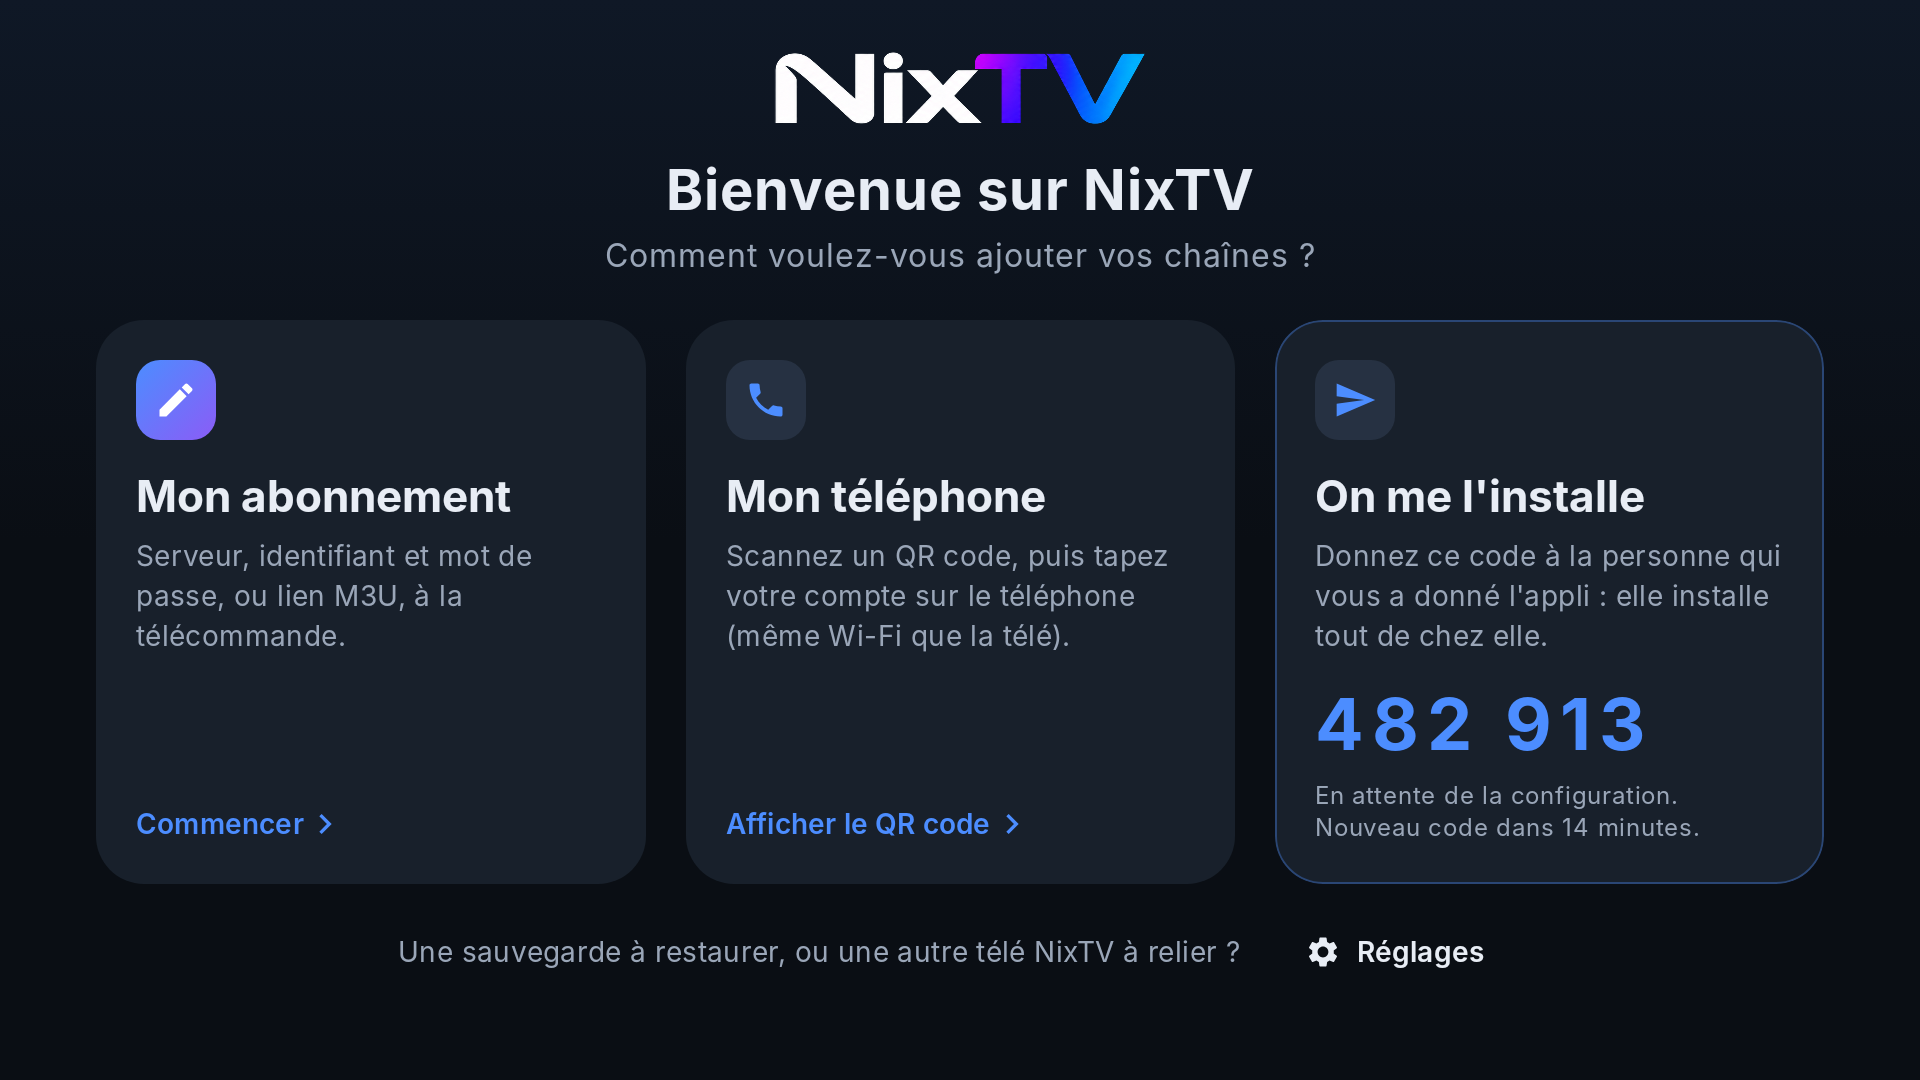 NixTV
Bienvenue sur NixTV
Comment voulez-vous ajouter vos chaînes ?
Mon abonnement
Serveur, identifiant et mot de
passe, ou lien M3U, à la
télécommande.
Commencer
Mon téléphone
Scannez un QR code, puis tapez
votre compte sur le téléphone
(même Wi-Fi que la télé).
Afficher le QR code
On me l'installe
Donnez ce code à la personne qui
vous a donné l'appli : elle installe
tout de chez elle.
482 913
En attente de la configuration.
Nouveau code dans 14 minutes.
Une sauvegarde à restaurer, ou une autre télé NixTV à relier ?
Réglages